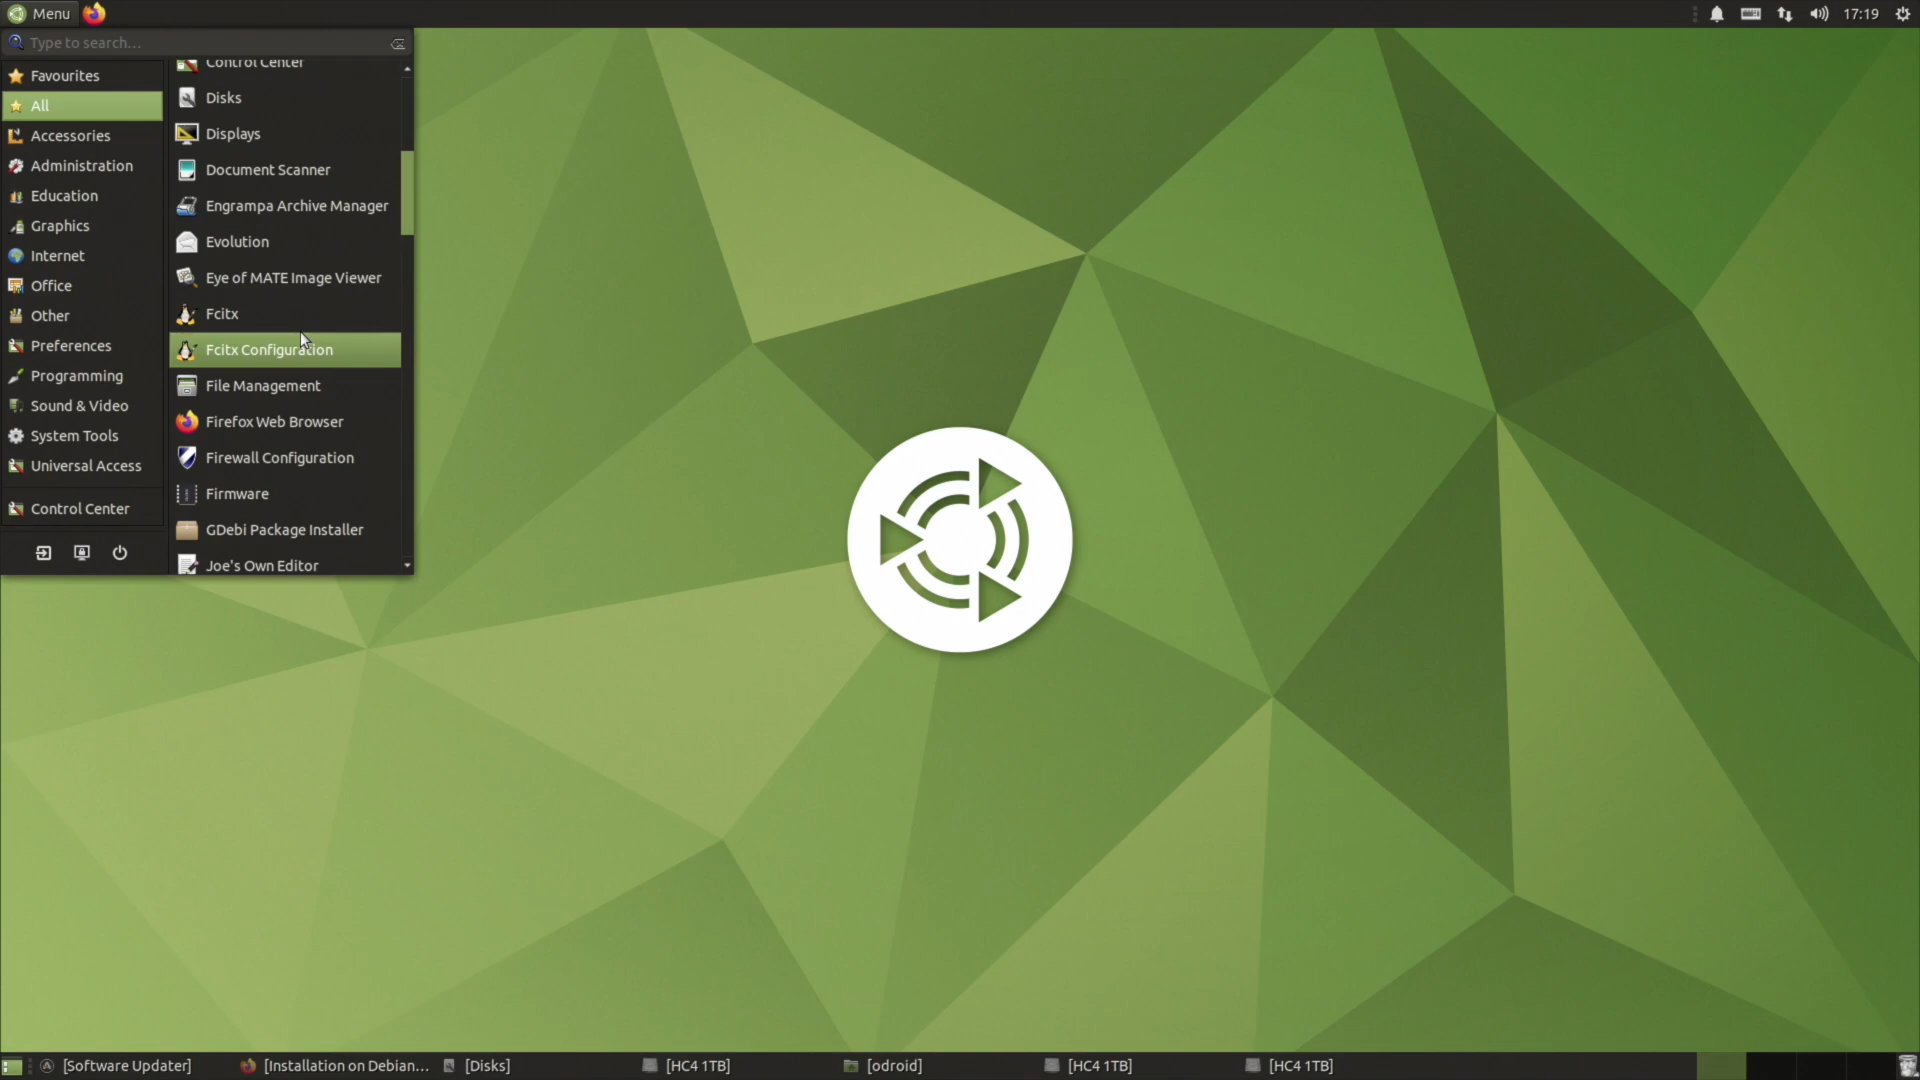 Menu
17:19
Type to search...
Favourites
All
Accessories
Administration
Education
Graphics
Internet
Office
Other
Preferences
Programming
Sound & Video
System Tools
Universal Access
Control Center
Control Center
Disks
Displays
Document Scanner
Engrampa Archive Manager
Evolution
Eye of MATE Image Viewer
Fcitx
Fcitx Configuration
File Management
Firefox Web Browser
Firewall Configuration
Firmware
GDebi Package Installer
Joe's Own Editor
[Software Updater]
[Installation on Debian...
[Disks]
[HC4 1TB]
[odroid]
[HC4 1TB]
[HC4 1TB]